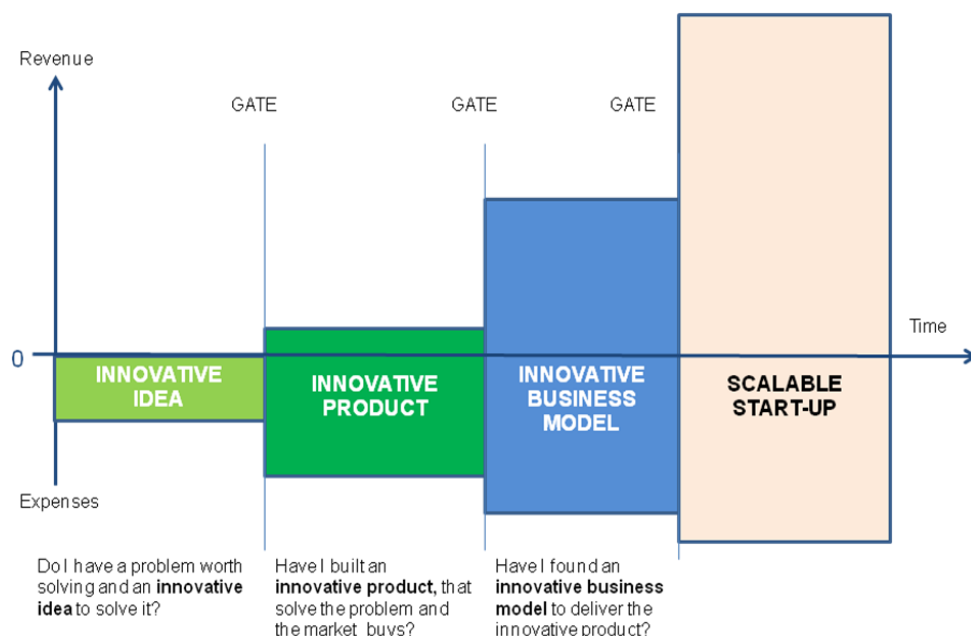 Revenue
GATE
GATE
GATE
Time
0
INNOVATIVE
IDEA
INNOVATIVE
PRODUCT
INNOVATIVE
BUSINESS
MODEL
SCALABLE
START-UP
Expenses
Do I have a problem worth
solving and an innovative
idea to solve it?
Have I built an
innovative product, that
solve the problem and
the market buys?
Have I found an
innovative business
model to deliver the
innovative product?